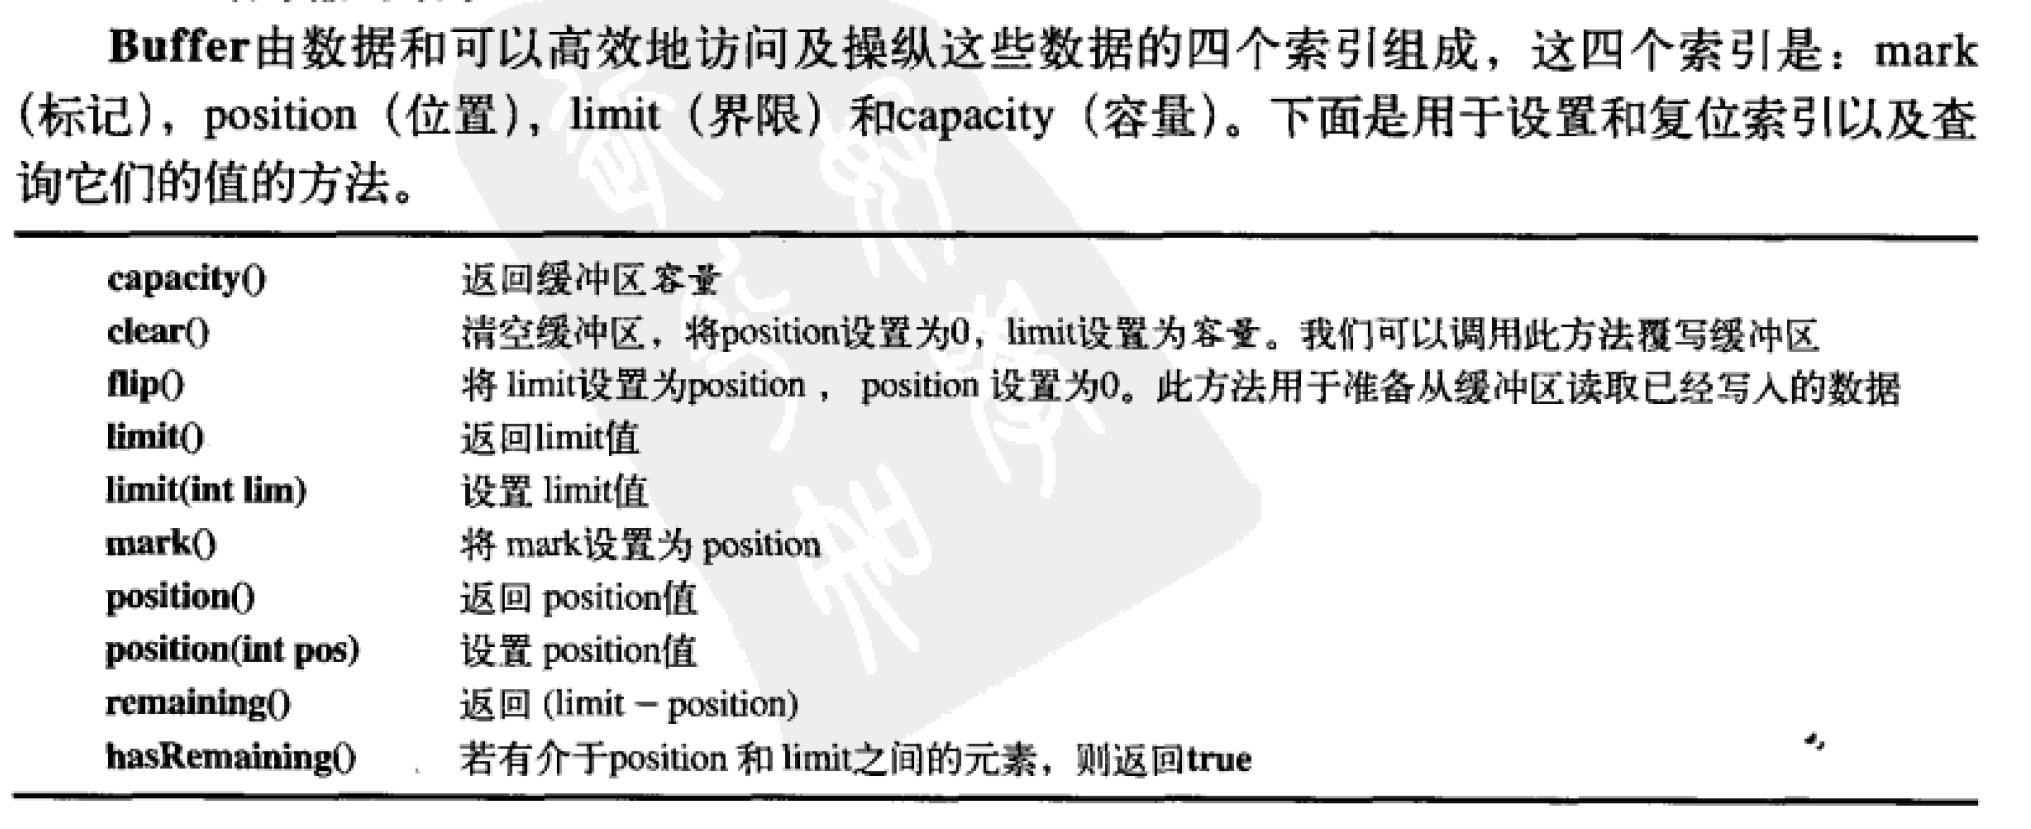 Buffer由数据和可以高效地访问及操纵这些数据的四个索引组成，这四个索引是：mark
（标记），position（位置），limit（界限）和capacity（容量）。下面是用于设置和复位索引以及查
询它们的值的方法。
capacity() 返回缓冲区容量
clear() 清空缓冲区，将position设置为0，limit设置为容量。我们可以调用此方法覆写缓冲区
flip() 将 limit设置为position ， position 设置为0。此方法用于准备从缓冲区读取已经写入的数据
limit() 返回limit值
limit(int lim) 设置 limit值
mark() 将 mark设置为 position
position() 返回 position值
position(int pos) 设置 position值
remaining() 返回 (limit – position)
hasRemaining() 若有介于position 和 limit之间的元素，则返回true